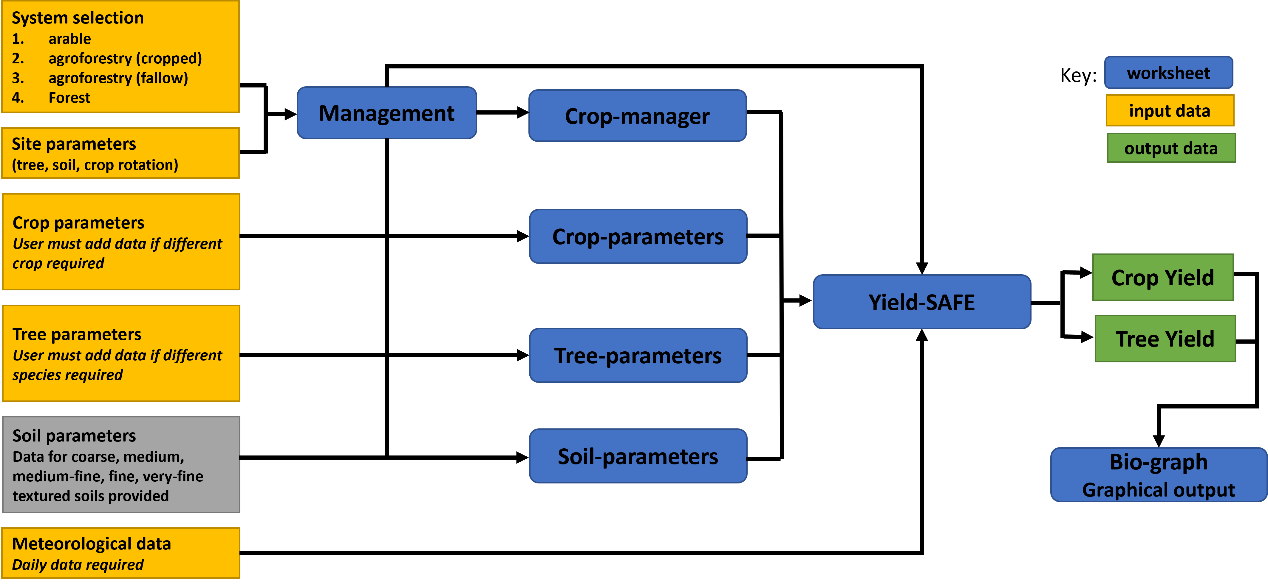 System selection
1. arable
2. agroforestry (cropped)
3. agroforestry (fallow)
4. Forest
Site parameters
(tree, soil, crop rotation)
Crop parameters
User must add data if different
crop required
Tree parameters
User must add data if different
species required
Soil parameters
Data for coarse, medium,
medium-fine, fine, very-fine
textured soils provided
Meteorological data
Daily data required
Management
Crop-manager
Crop-parameters
Tree-parameters
Soil-parameters
Yield-SAFE
Crop Yield
Tree Yield
Bio-graph
Graphical output
Key:
worksheet
input data
output data